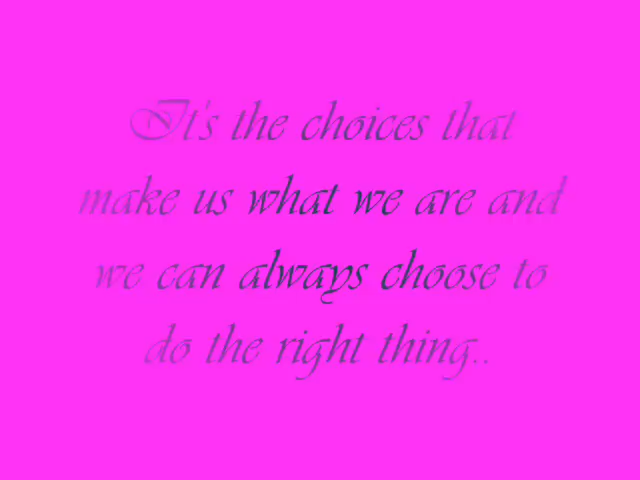 It's the choices that
make us what we are and
we can always choose to
do the right thing..